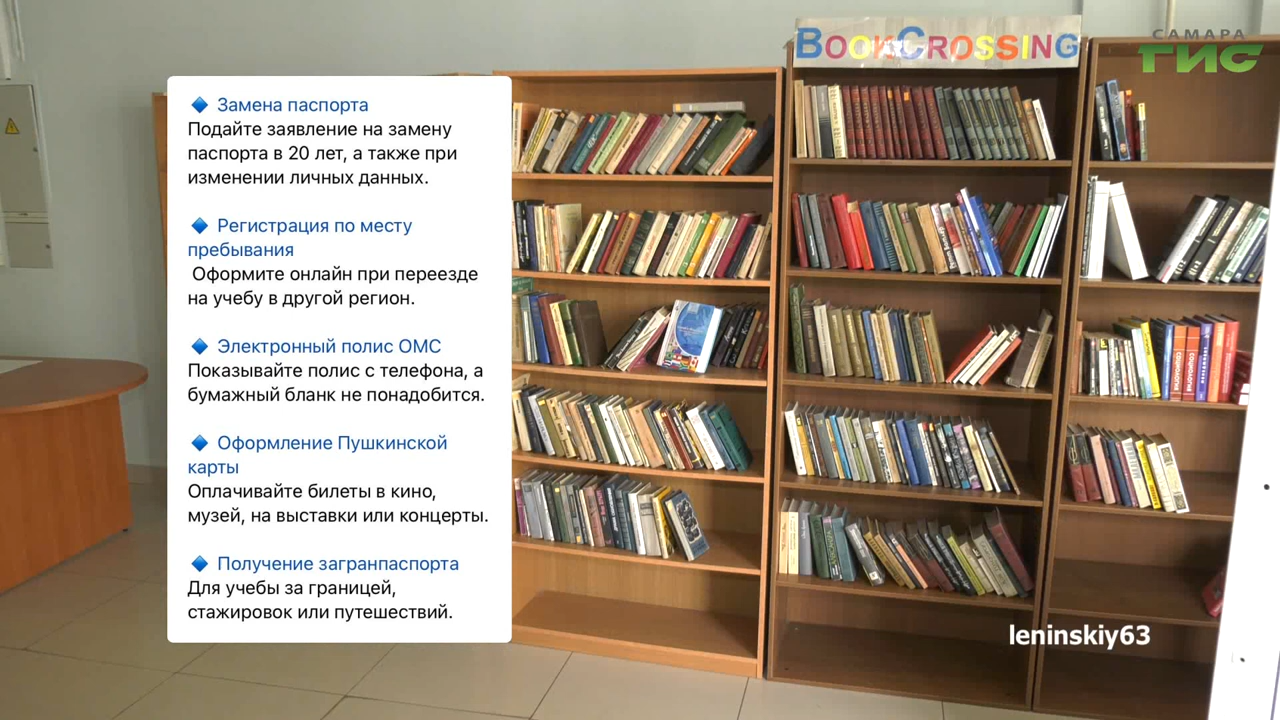 BOOKCROSSING
САМАРА
ГИС
🔹 Замена паспорта
Подайте заявление на замену
паспорта в 20 лет, а также при
изменении личных данных.
🔹 Регистрация по месту
пребывания
Оформите онлайн при переезде
на учебу в другой регион.
🔹 Электронный полис ОМС
Показывайте полис с телефона, а
бумажный бланк не понадобится.
🔹 Оформление Пушкинской
карты
Оплачивайте билеты в кино,
музей, на выставки или концерты.
🔹 Получение загранпаспорта
Для учебы за границей,
стажировок или путешествий.
СОЦИОЛОГИЯ
СОЦИОЛОГИЯ
leninskiy63